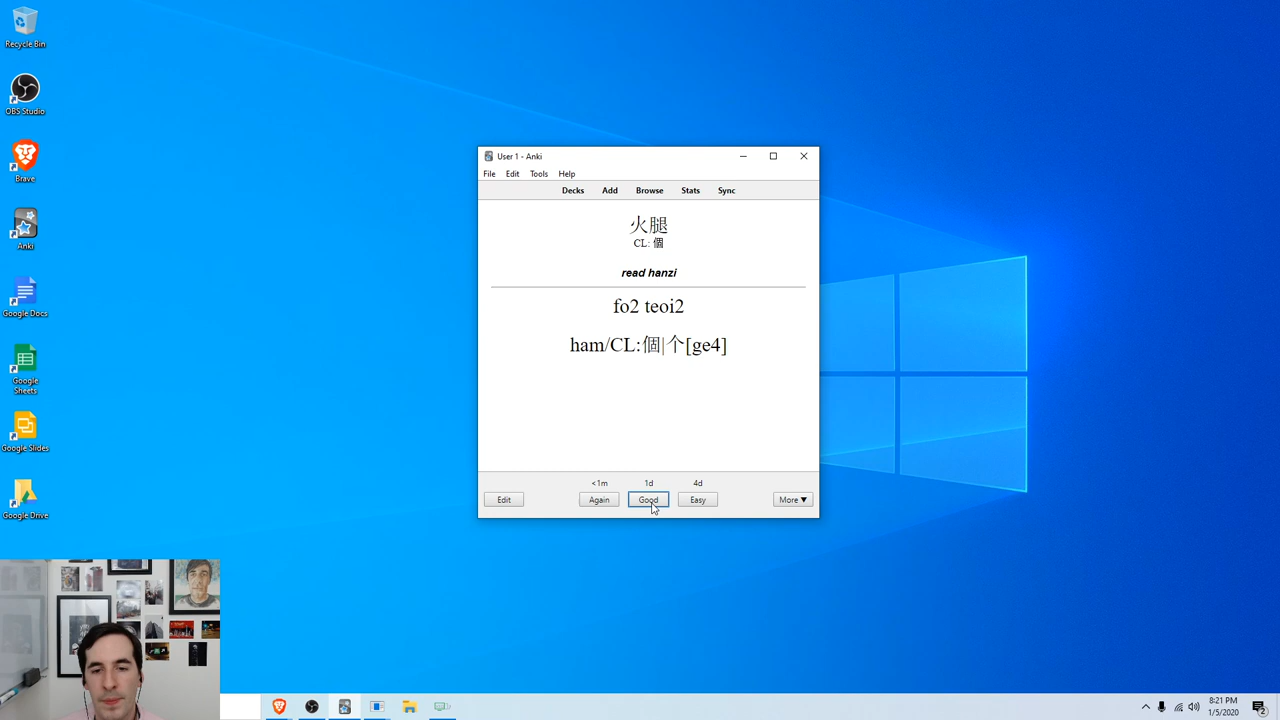 Recycle Bin
OBS Studio
Brave
Anki
Google Docs
Google
Sheets
Google Slides
Google Drive
User 1 - Anki
File Edit Tools Help
Decks Add Browse Stats Sync
火腿
CL: 個
read hanzi
fo2 teoi2
ham/CL:個|个[ge4]
<1m 1d 4d
Edit Again Good Easy More ▼
8:21 PM
1/5/2020
2